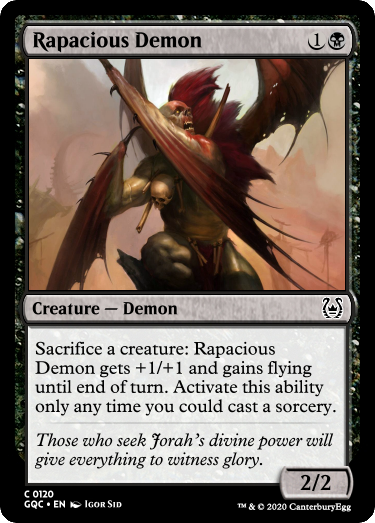 Rapacious Demon 1
Creature — Demon
Sacrifice a creature: Rapacious
Demon gets +1/+1 and gains flying
until end of turn. Activate this ability
only any time you could cast a sorcery.
Those who seek Jorah's divine power will
give everything to witness glory.
2/2
C 0120
GQC • EN Igor Sid
™ & © 2020 CanterburyEgg